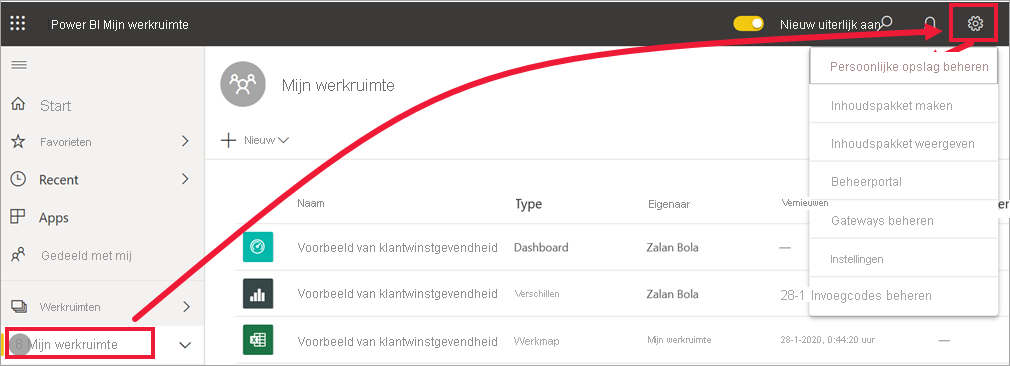 Power BI Mijn werkruimte
Nieuw uiterlijk aan
Persoonlijke opslag beheren
Inhoudspakket maken
Inhoudspakket weergeven
Beheerportal
Gateways beheren
Instellingen
Invoegcodes beheren
Start
Favorieten
Recent
Apps
Gedeeld met mij
Werkruimten
8 Mijn werkruimte
Mijn werkruimte
Nieuw
Naam Type Eigenaar Vernieuwen
Voorbeeld van klantwinstgevendheid Dashboard Zalan Bola —
Voorbeeld van klantwinstgevendheid Verschillen Zalan Bola 28-1
Voorbeeld van klantwinstgevendheid Werkmap Mijn werkruimte 28-1-2020, 0:44:20 uur —